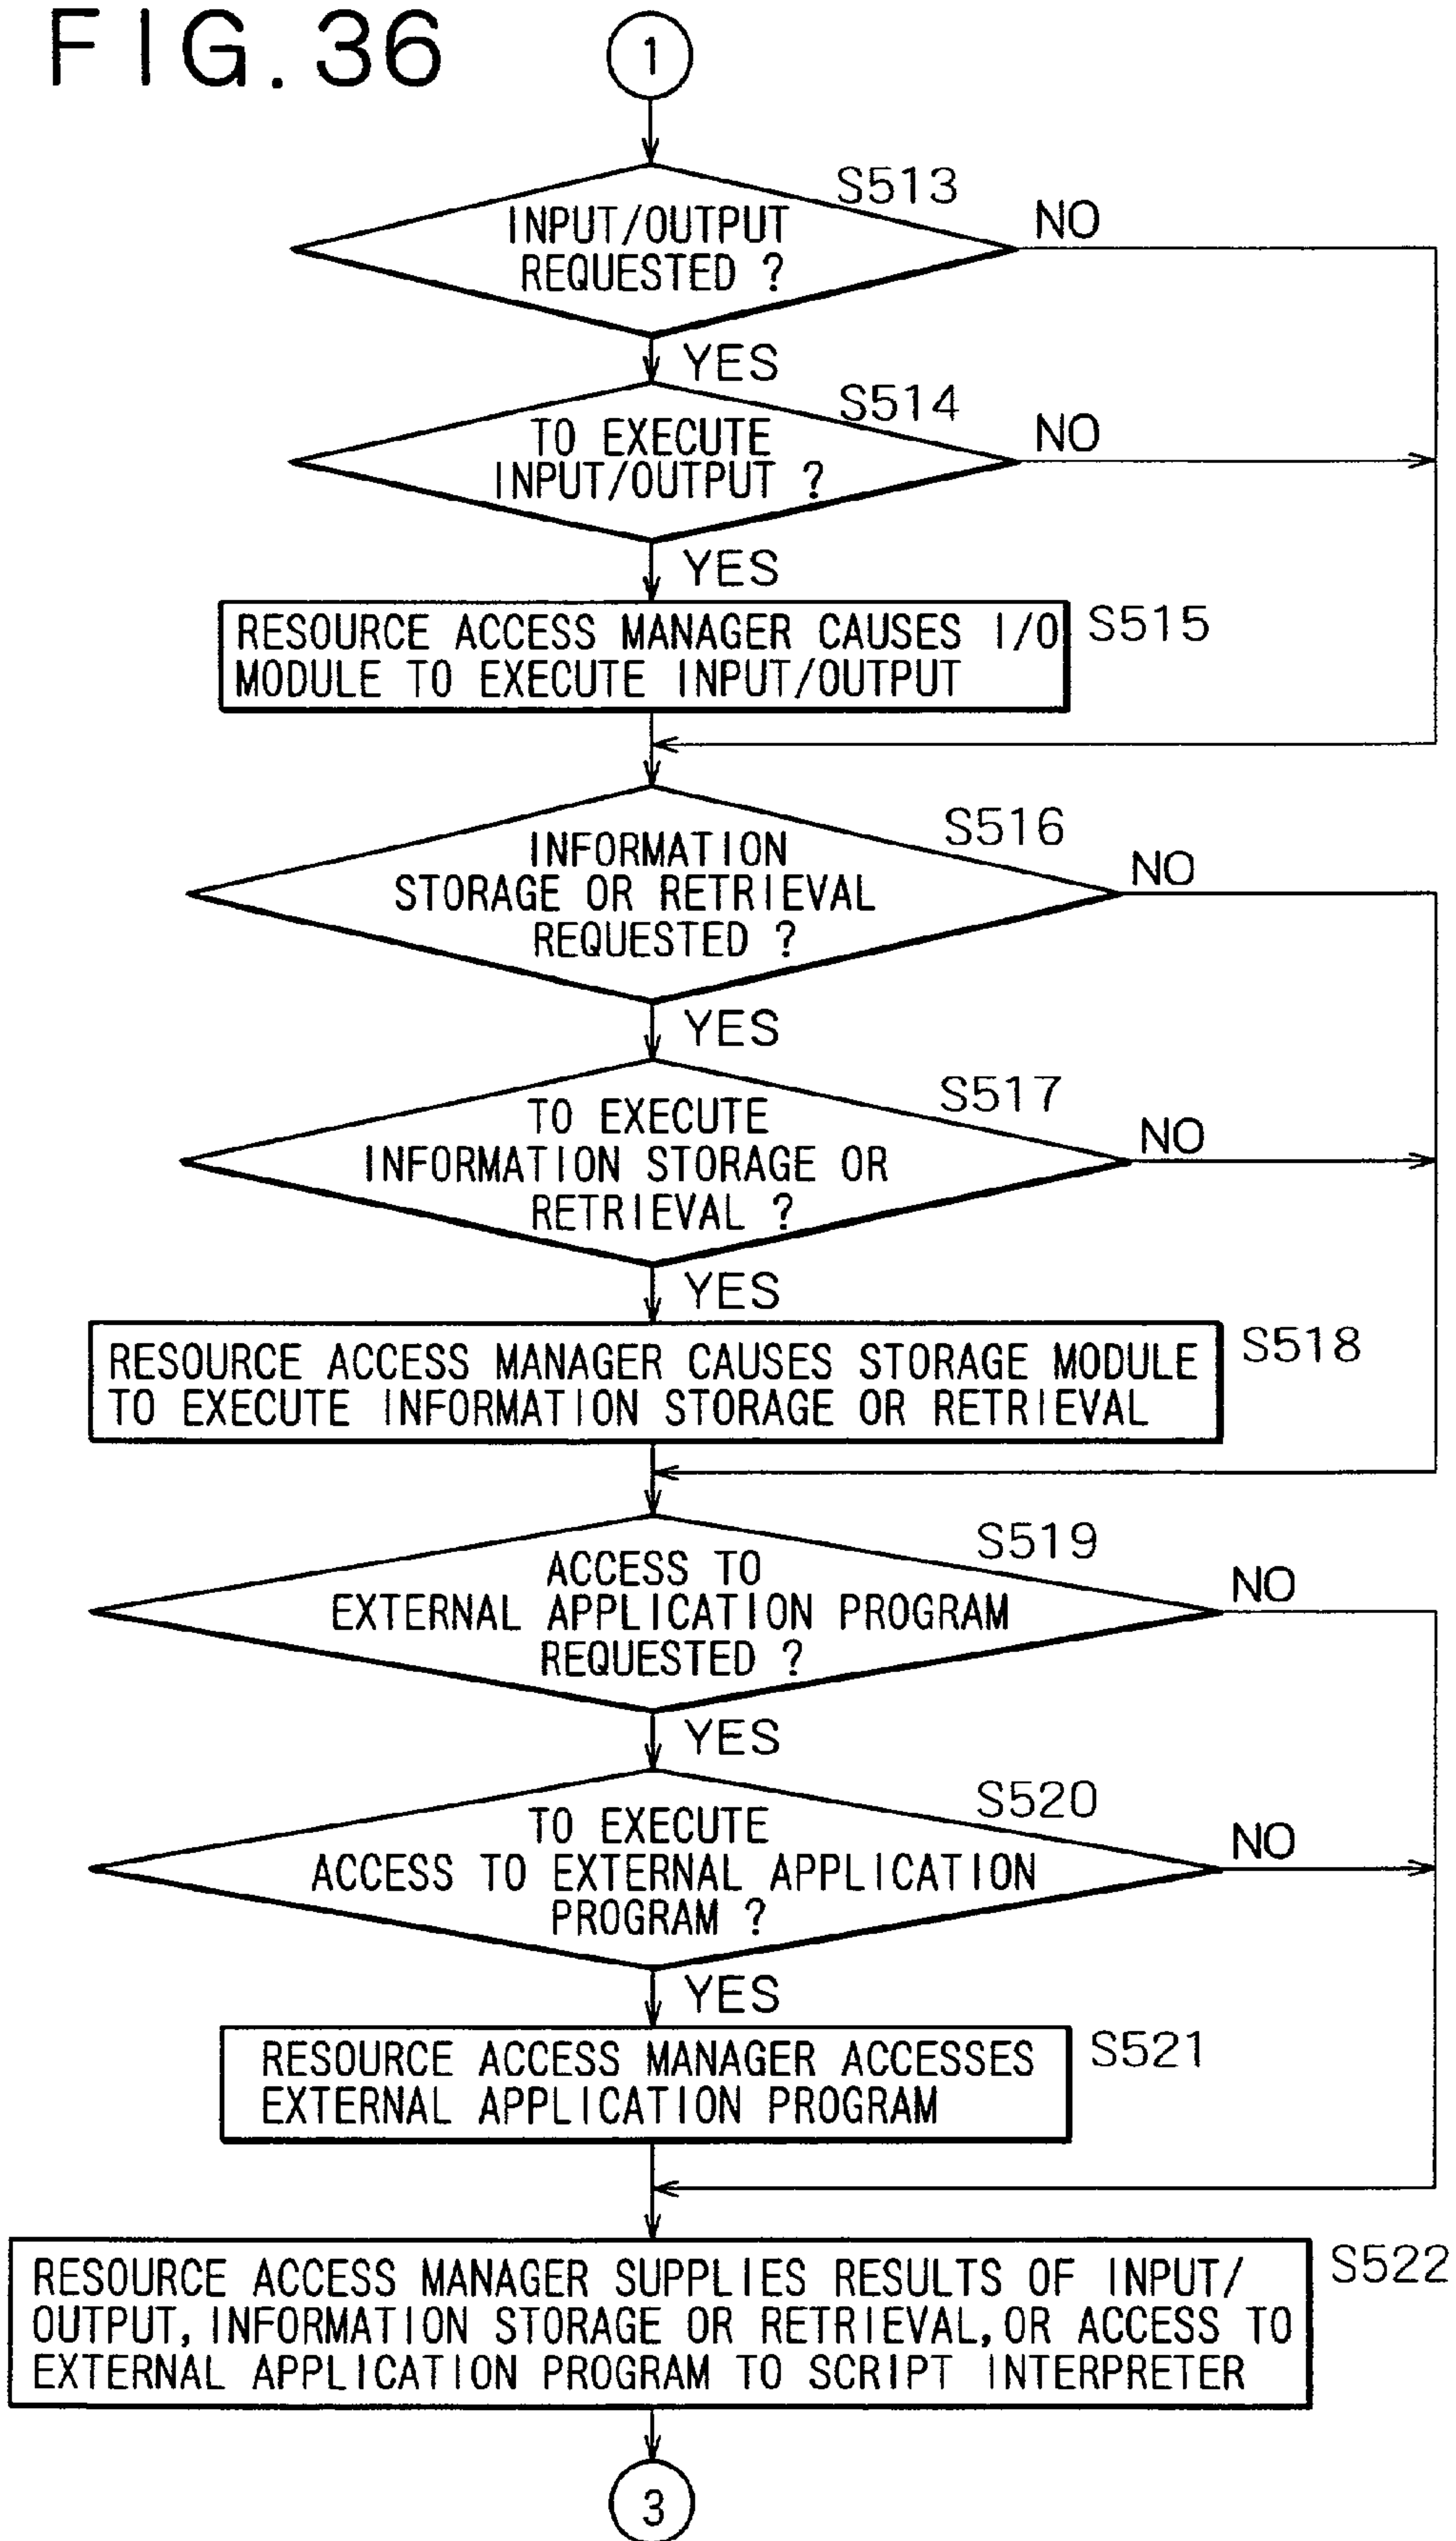 FIG. 36
1
S513
INPUT/OUTPUT
REQUESTED ?
NO
YES
S514
TO EXECUTE
INPUT/OUTPUT ?
NO
YES
RESOURCE ACCESS MANAGER CAUSES I/O
MODULE TO EXECUTE INPUT/OUTPUT
S515
S516
INFORMATION
STORAGE OR RETRIEVAL
REQUESTED ?
NO
YES
S517
TO EXECUTE
INFORMATION STORAGE OR
RETRIEVAL ?
NO
YES
RESOURCE ACCESS MANAGER CAUSES STORAGE MODULE
TO EXECUTE INFORMATION STORAGE OR RETRIEVAL
S518
S519
ACCESS TO
EXTERNAL APPLICATION PROGRAM
REQUESTED ?
NO
YES
S520
TO EXECUTE
ACCESS TO EXTERNAL APPLICATION
PROGRAM ?
NO
YES
RESOURCE ACCESS MANAGER ACCESSES
EXTERNAL APPLICATION PROGRAM
S521
RESOURCE ACCESS MANAGER SUPPLIES RESULTS OF INPUT/
OUTPUT, INFORMATION STORAGE OR RETRIEVAL, OR ACCESS TO
EXTERNAL APPLICATION PROGRAM TO SCRIPT INTERPRETER
S522
3